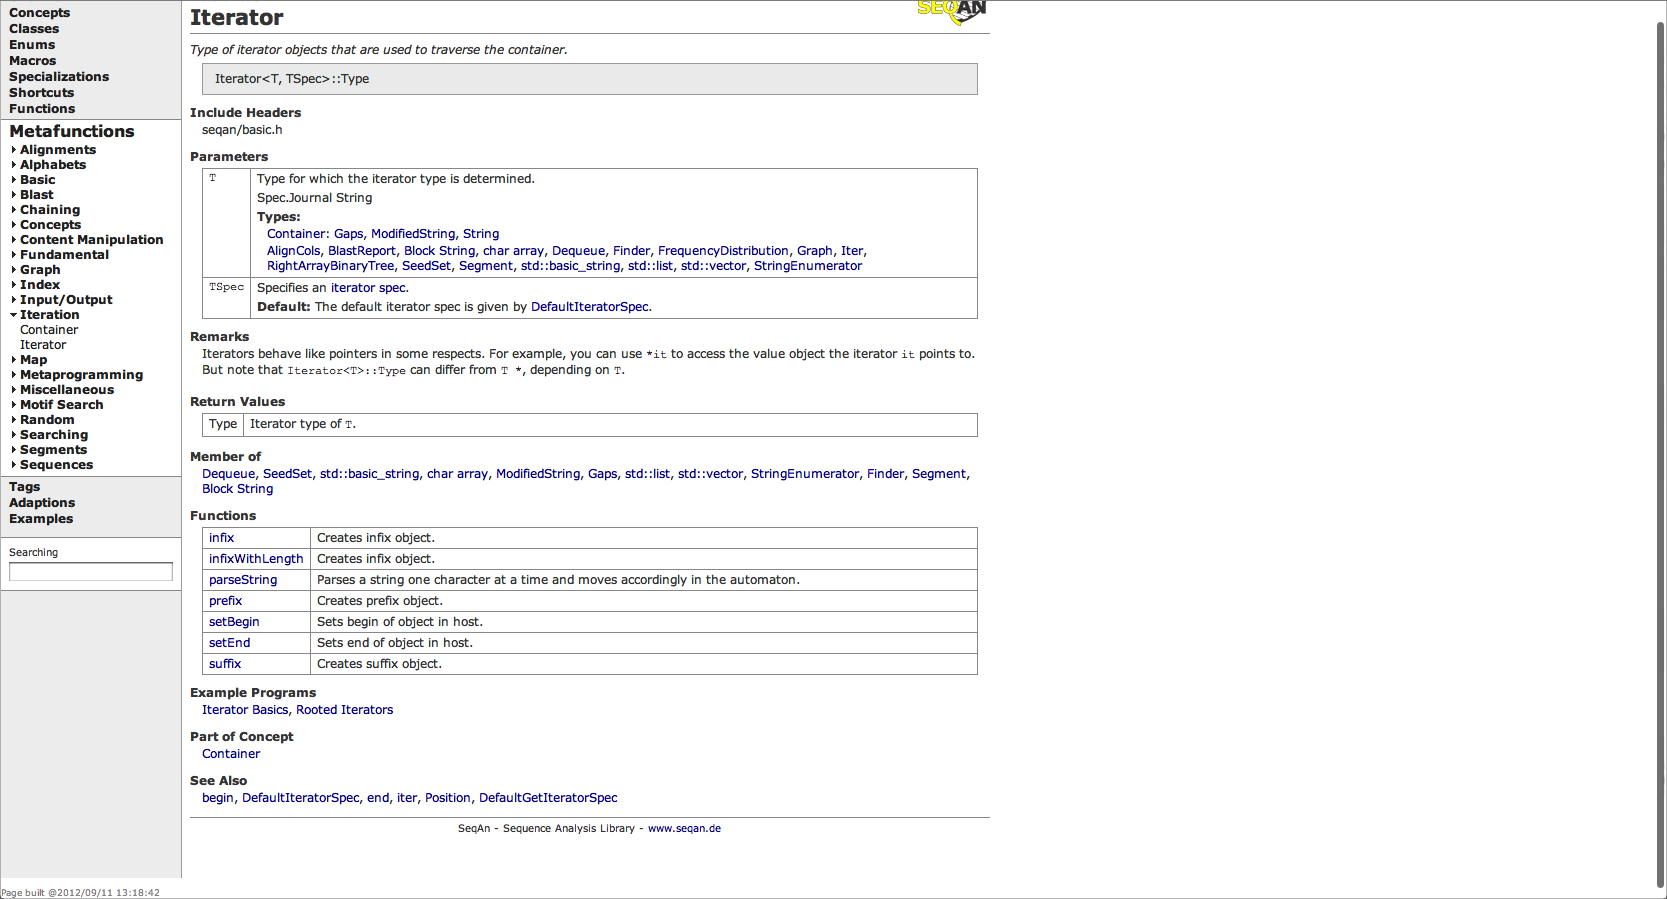 Concepts
Classes
Enums
Macros
Specializations
Shortcuts
Functions
Metafunctions
Alignments
Alphabets
Basic
Blast
Chaining
Concepts
Content Manipulation
Fundamental
Graph
Index
Input/Output
Iteration
Container
Iterator
Map
Metaprogramming
Miscellaneous
Motif Search
Random
Searching
Segments
Sequences
Tags
Adaptions
Examples
Searching
Page built @2012/09/11 13:18:42
SEQAN
Iterator
Type of iterator objects that are used to traverse the container.
Iterator<T, TSpec>::Type
Include Headers
seqan/basic.h
Parameters
T Type for which the iterator type is determined.
Spec.Journal String
Types:
Container: Gaps, ModifiedString, String
AlignCols, BlastReport, Block String, char array, Dequeue, Finder, FrequencyDistribution, Graph, Iter,
RightArrayBinaryTree, SeedSet, Segment, std::basic_string, std::list, std::vector, StringEnumerator
TSpec Specifies an iterator spec.
Default: The default iterator spec is given by DefaultIteratorSpec.
Remarks
Iterators behave like pointers in some respects. For example, you can use *it to access the value object the iterator it points to.
But note that Iterator<T>::Type can differ from T *, depending on T.
Return Values
Type Iterator type of T.
Member of
Dequeue, SeedSet, std::basic_string, char array, ModifiedString, Gaps, std::list, std::vector, StringEnumerator, Finder, Segment,
Block String
Functions
infix Creates infix object.
infixWithLength Creates infix object.
parseString Parses a string one character at a time and moves accordingly in the automaton.
prefix Creates prefix object.
setBegin Sets begin of object in host.
setEnd Sets end of object in host.
suffix Creates suffix object.
Example Programs
Iterator Basics, Rooted Iterators
Part of Concept
Container
See Also
begin, DefaultIteratorSpec, end, iter, Position, DefaultGetIteratorSpec
SeqAn - Sequence Analysis Library - www.seqan.de